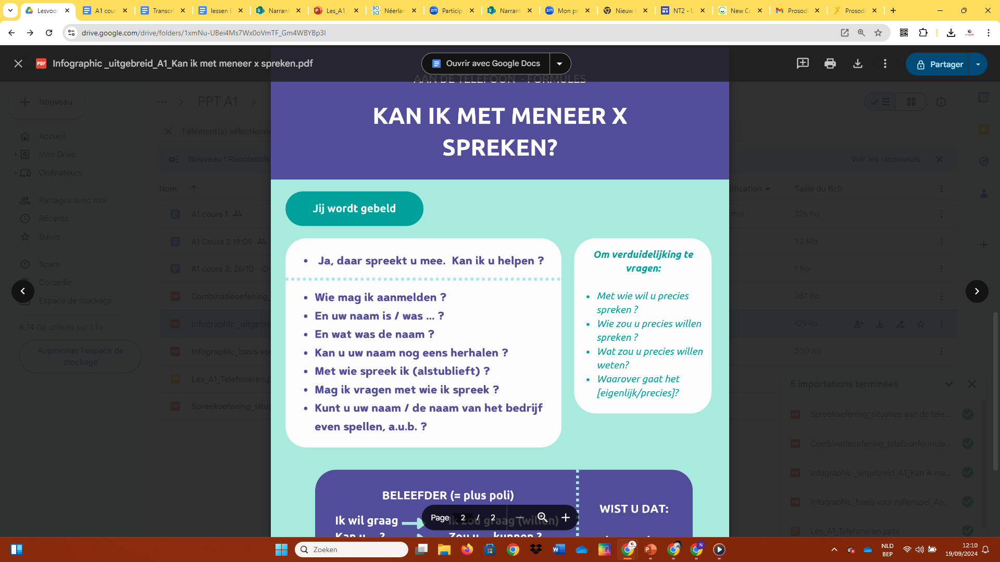 Lesvoor
A1 cour
Transcri
lessen E
Narrant
Les_A1_
Néerlan
Particip
Narrant
Mon pr
Nieuw t
NT2 - U
New Co
Prosodi
Prosodi
drive.google.com/drive/folders/1xmNu-UBei4Ms7Wx0oVmTF_Gm4WBYBp3I
PDF Infographic _uitgebreid_A1_Kan ik met meneer x spreken.pdf
Ouvrir avec Google Docs
Partager
AAN DE TELEFOON - FORMULES
KAN IK MET MENEER X
SPREKEN?
Nouveau
PPT A1
Accueil
Mon Drive
Ordinateurs
Partagés avec moi
Récents
Suivis
Spam
Corbeille
Espace de stockage
6,74 Go utilisés sur 1 To
Augmenter l'espace de
stockage
1 élément(s) sélectionné
Nouveau ! Raccourcis
Voir les raccourcis
Nom
dification
Taille du fich
A1 cours 1
moi
326 Ko
A1 Cours 2 19:09
1,2 Mo
A1 cours 3: 26/10
1 Ko
Combinatieoefening_
387 Ko
Infographic _uitgebre
129 Ko
Infographic_basis voo
200 Ko
Les_A1_Telefoneren.p
Spreekoefening_situa
Jij wordt gebeld
• Ja, daar spreekt u mee. Kan ik u helpen ?
• Wie mag ik aanmelden ?
• En uw naam is / was ... ?
• En wat was de naam ?
• Kan u uw naam nog eens herhalen ?
• Met wie spreek ik (alstublieft) ?
• Mag ik vragen met wie ik spreek ?
• Kunt u uw naam / de naam van het bedrijf
even spellen, a.u.b. ?
Om verduidelijking te
vragen:
• Met wie wil u precies
spreken ?
• Wie zou u precies willen
spreken ?
• Wat zou u precies willen
weten?
• Waarover gaat het
[eigenlijk/precies]?
BELEEFDER (= plus poli)
Ik wil graag
Ik zou graag (willen)
Kan u ... ?
Zou u ... kunnen ?
WIST U DAT:
Page 2 / 2
5 importations terminées
Spreekoefening_situaties aan de tele...
Combinatieoefening_telefoonformule...
Infographic _uitgebreid_A1_Kan ik me...
Infographic_basis voor rollenspel_Aa...
Les_A1_Telefoneren.pptx
Zoeken
NLD
BEP
12:10
19/09/2024